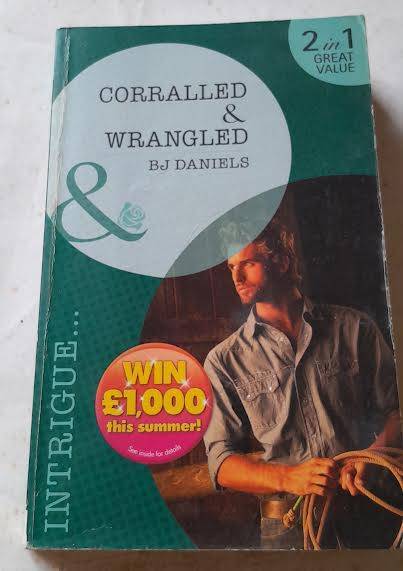 2 in 1
GREAT
VALUE
CORRALLED
&
WRANGLED
BJ DANIELS
&
INTRIGUE...
WIN
£1,000
this summer!
See inside for details